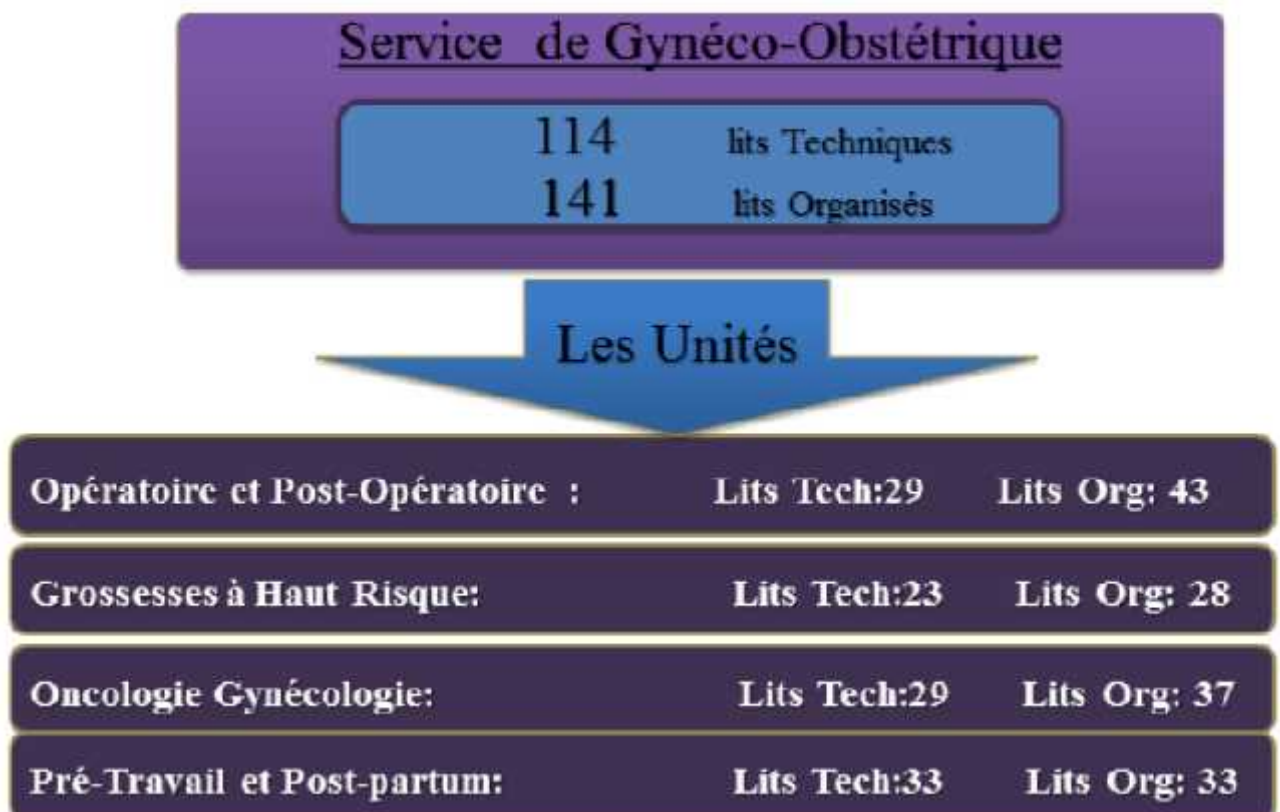 Service de Gynéco-Obstétrique
114 lits Techniques
141 lits Organisés
Les Unités
Opératoire et Post-Opératoire : Lits Tech:29 Lits Org: 43
Grossesses à Haut Risque: Lits Tech:23 Lits Org: 28
Oncologie Gynécologie: Lits Tech:29 Lits Org: 37
Pré-Travail et Post-partum: Lits Tech:33 Lits Org: 33